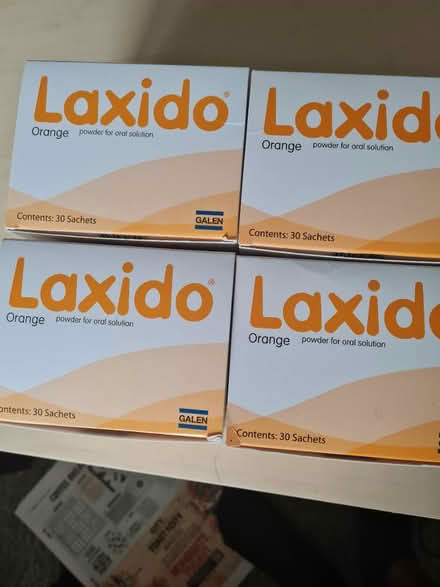 Laxido®
Orange powder for oral solution
Contents: 30 Sachets
GALEN
Laxido
Orange powder for oral solution
Contents: 30 Sachets
Laxido®
Orange powder for oral solution
ontents: 30 Sachets
GALEN
Laxido
Orange powder for oral solution
Contents: 30 Sachets